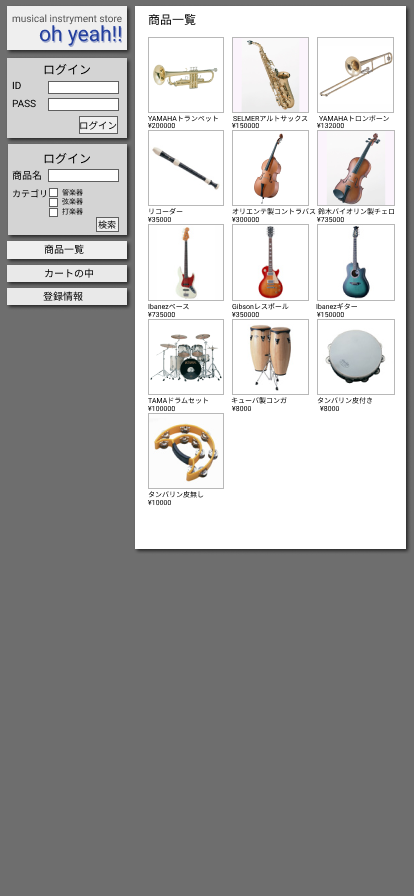 musical instryment store
oh yeah!!
ログイン
ID
PASS
ログイン
ログイン
商品名
カテゴリ
管楽器
弦楽器
打楽器
検索
商品一覧
カートの中
登録情報
商品一覧
YAMAHAトランペット
¥200000
SELMERアルトサックス
¥150000
YAMAHAトロンボーン
¥132000
リコーダー
¥35000
オリエンテ製コントラバス
¥300000
鈴木バイオリン製チェロ
¥735000
Ibanezベース
¥735000
Gibsonレスポール
¥350000
Ibanezギター
¥150000
TAMAドラムセット
¥100000
キューバ製コンガ
¥8000
タンバリン皮付き
¥8000
タンバリン皮無し
¥10000